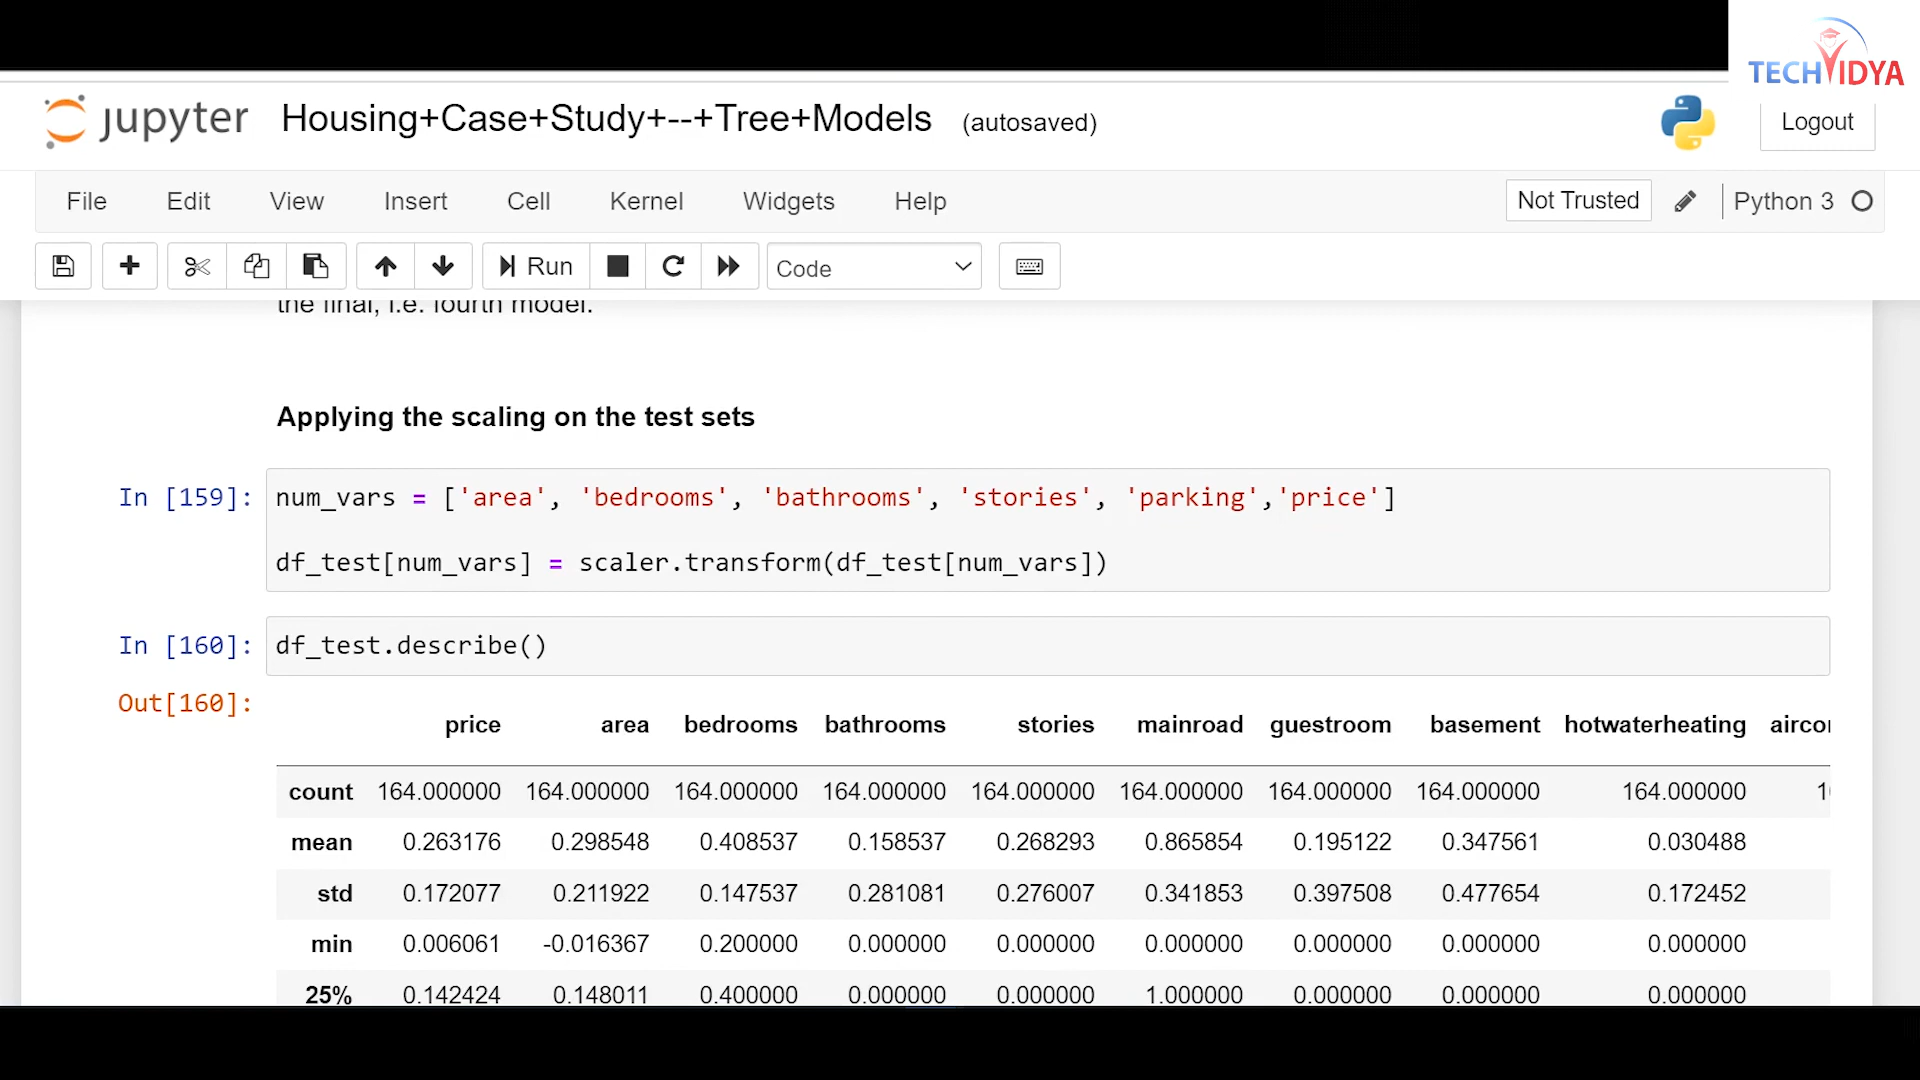 TECHVIDYA
jupyter Housing+Case+Study+--+Tree+Models (autosaved)
Logout
File Edit View Insert Cell Kernel Widgets Help Not Trusted Python 3
Run Code
the final, i.e. fourth model.
Applying the scaling on the test sets
In [159]: num_vars = ['area', 'bedrooms', 'bathrooms', 'stories', 'parking','price']
df_test[num_vars] = scaler.transform(df_test[num_vars])
In [160]: df_test.describe()
Out[160]:
price area bedrooms bathrooms stories mainroad guestroom basement hotwaterheating
count 164.000000 164.000000 164.000000 164.000000 164.000000 164.000000 164.000000 164.000000 164.000000
mean 0.263176 0.298548 0.408537 0.158537 0.268293 0.865854 0.195122 0.347561 0.030488
std 0.172077 0.211922 0.147537 0.281081 0.276007 0.341853 0.397508 0.477654 0.172452
min 0.006061 -0.016367 0.200000 0.000000 0.000000 0.000000 0.000000 0.000000 0.000000
25% 0.142424 0.148011 0.400000 0.000000 0.000000 1.000000 0.000000 0.000000 0.000000